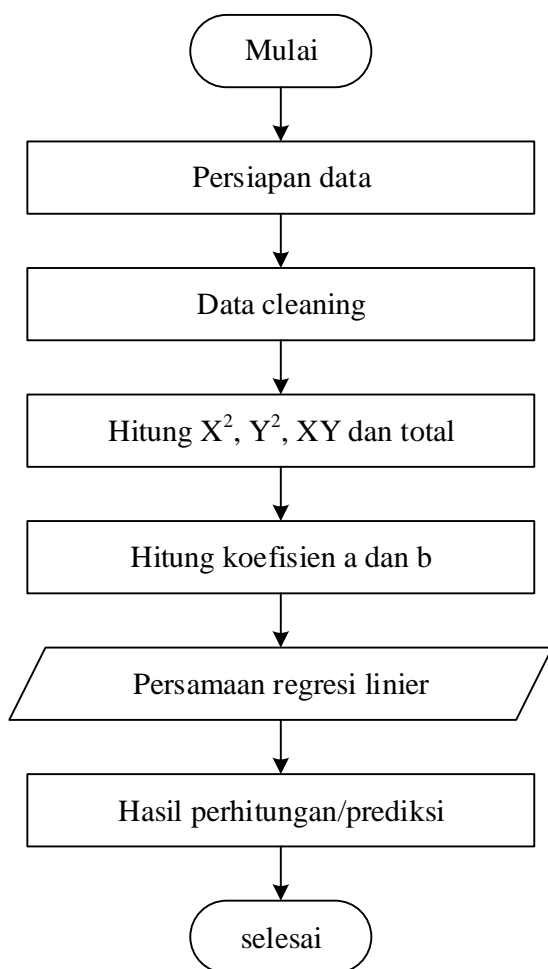 Mulai
Persiapan data
Data cleaning
Hitung X², Y², XY dan total
Hitung koefisien a dan b
Persamaan regresi linier
Hasil perhitungan/prediksi
selesai